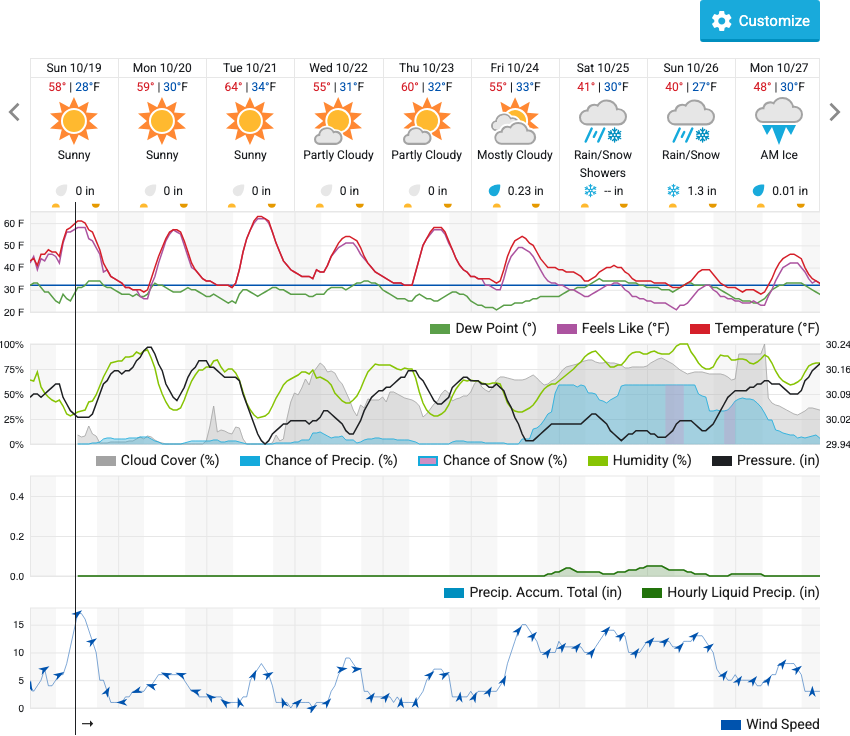 Customize
Sun 10/19 Mon 10/20 Tue 10/21 Wed 10/22 Thu 10/23 Fri 10/24 Sat 10/25 Sun 10/26 Mon 10/27
58° | 28°F 59° | 30°F 64° | 34°F 55° | 31°F 60° | 32°F 55° | 33°F 41° | 30°F 40° | 27°F 48° | 30°F
Sunny Sunny Sunny Partly Cloudy Partly Cloudy Mostly Cloudy Rain/Snow Rain/Snow AM Ice
Showers
0 in 0 in 0 in 0 in 0 in 0.23 in -- in 1.3 in 0.01 in
60 F
50 F
40 F
30 F
20 F
Dew Point (°) Feels Like (°F) Temperature (°F)
100% 30.24
75% 30.16
50% 30.09
25% 30.02
0% 29.94
Cloud Cover (%) Chance of Precip. (%) Chance of Snow (%) Humidity (%) Pressure. (in)
0.4
0.2
0.0
Precip. Accum. Total (in) Hourly Liquid Precip. (in)
15
10
5
0
Wind Speed